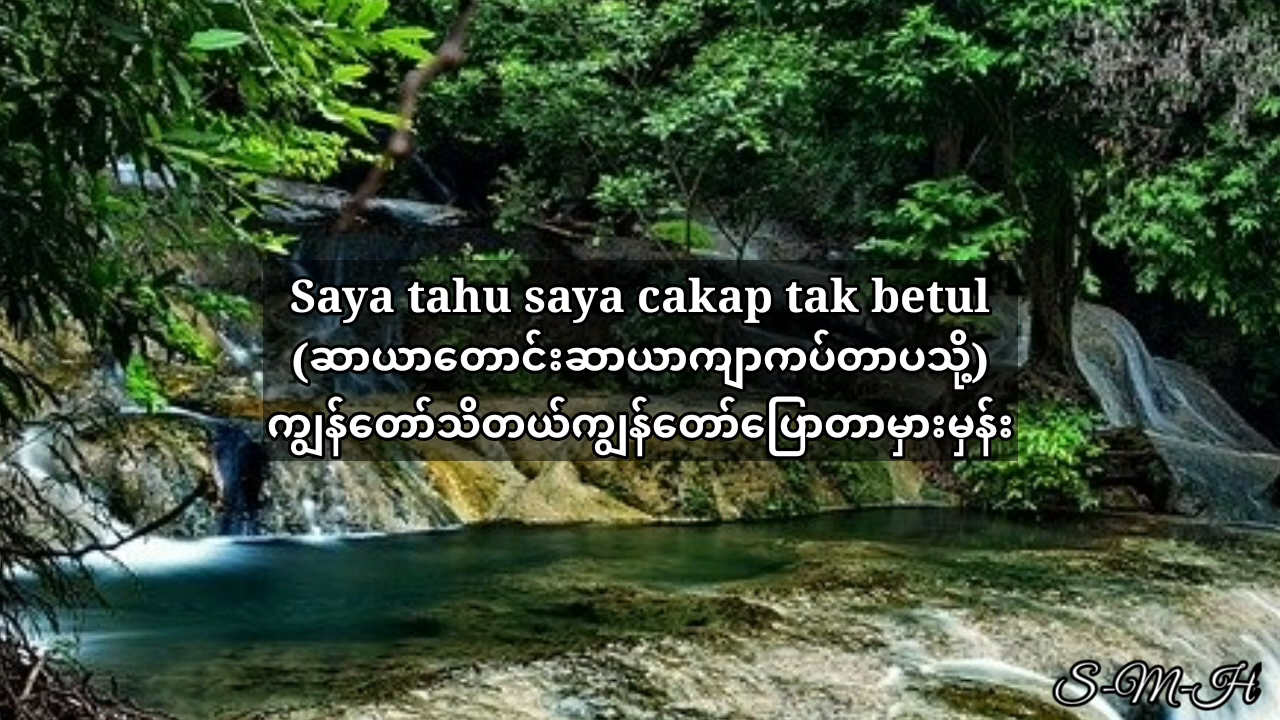 Saya tahu saya cakap tak betul
(ဆာယာတောင်းဆာယာကျာကပ်တာပသို့)
ကျွန်တော်သိတယ်ကျွန်တော်ပြောတာမှားမှန်း
S-M-H